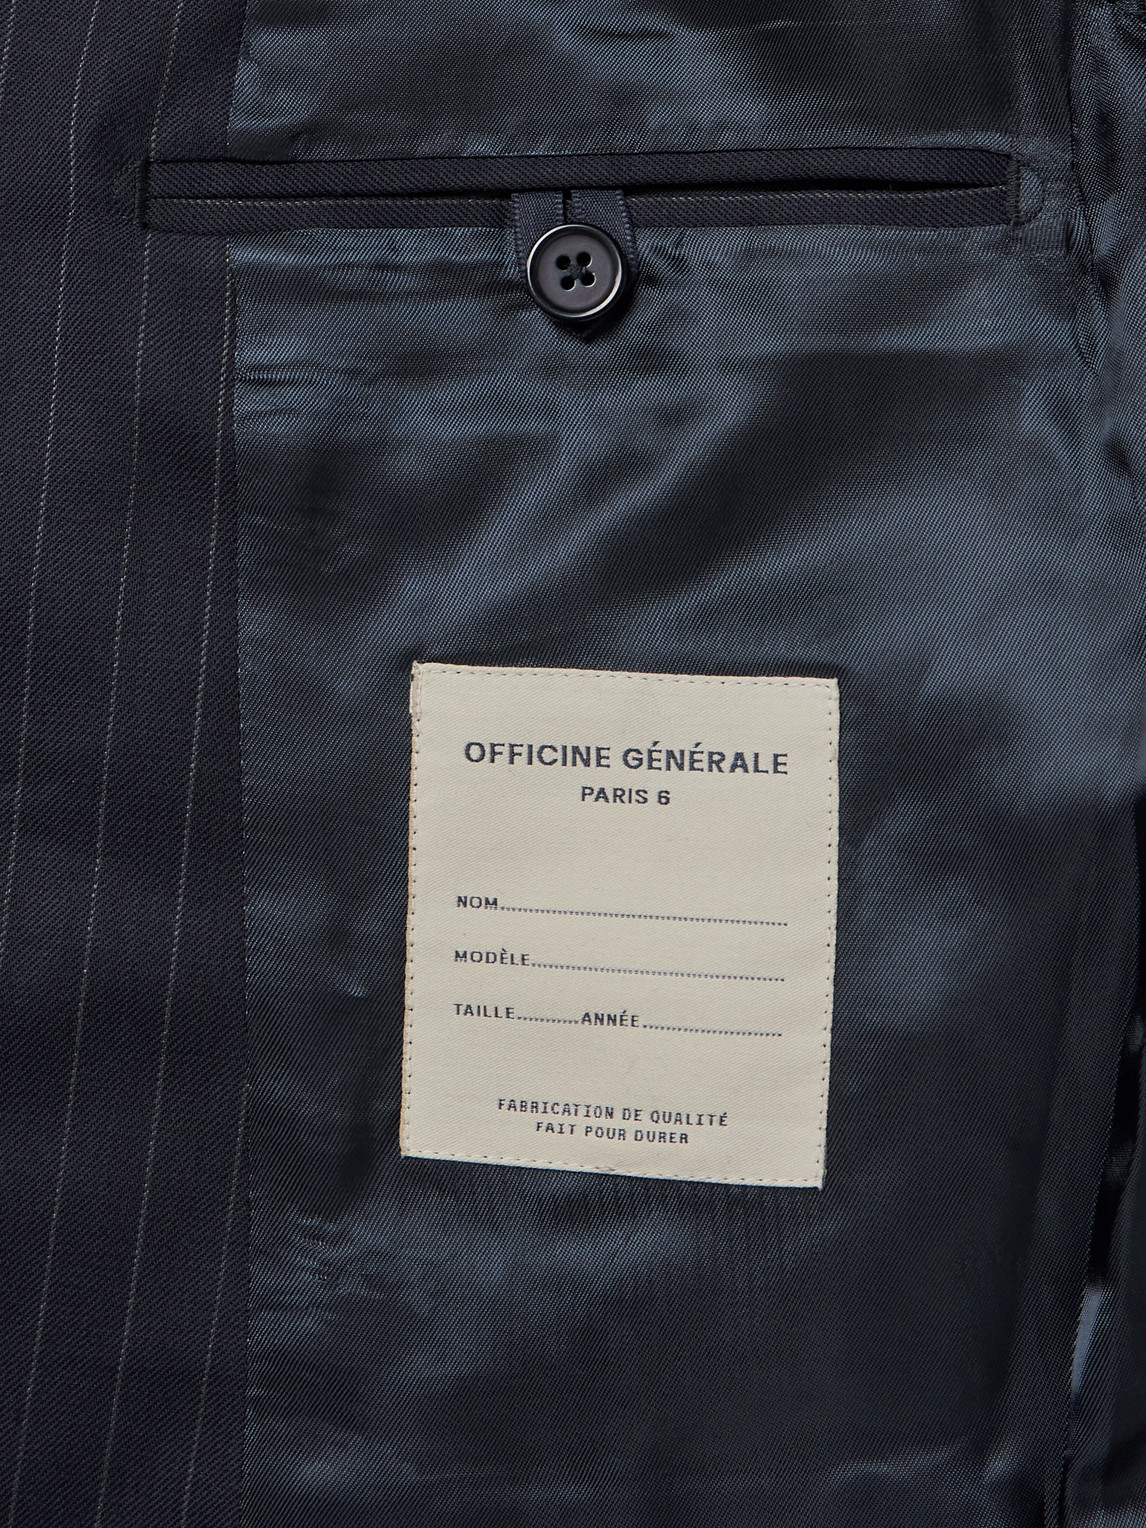 OFFICINE GÉNÉRALE
PARIS 6
NOM
MODÈLE
TAILLE ANNÉE
FABRICATION DE QUALITÉ
FAIT POUR DURER